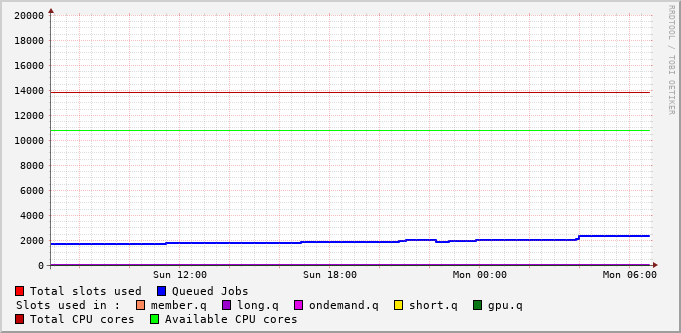 RRDTOOL / TOBI OETIKER
20000
18000
16000
14000
12000
10000
8000
6000
4000
2000
0
Sun 12:00 Sun 18:00 Mon 00:00 Mon 06:00
Total slots used Queued Jobs
Slots used in : member.q long.q ondemand.q short.q gpu.q
Total CPU cores Available CPU cores